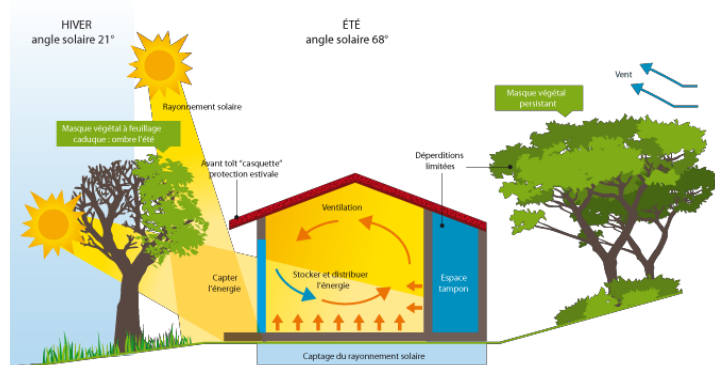 HIVER
angle solaire 21°
ÉTÉ
angle solaire 68°
Rayonnement solaire
Masque végétal à feuillage
caduque : ombre l'été
Avant toît "casquette"
protection estivale
Déperditions
limitées
Masque végétal
persistant
Vent
Ventilation
Capter
l'énergie
Stocker et distribuer
l'énergie
Espace
tampon
Captage du rayonnement solaire